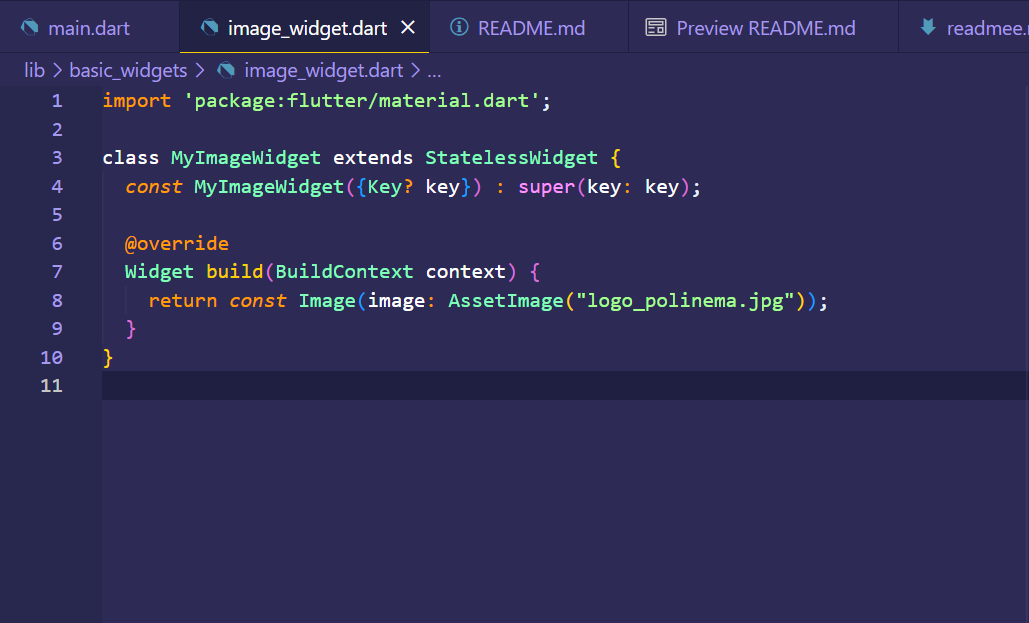 main.dart image_widget.dart README.md Preview README.md readmee.
lib > basic_widgets > image_widget.dart > ...
1 import 'package:flutter/material.dart';
2
3 class MyImageWidget extends StatelessWidget {
4 const MyImageWidget({Key? key}) : super(key: key);
5
6 @override
7 Widget build(BuildContext context) {
8 return const Image(image: AssetImage("logo_polinema.jpg"));
9 }
10 }
11